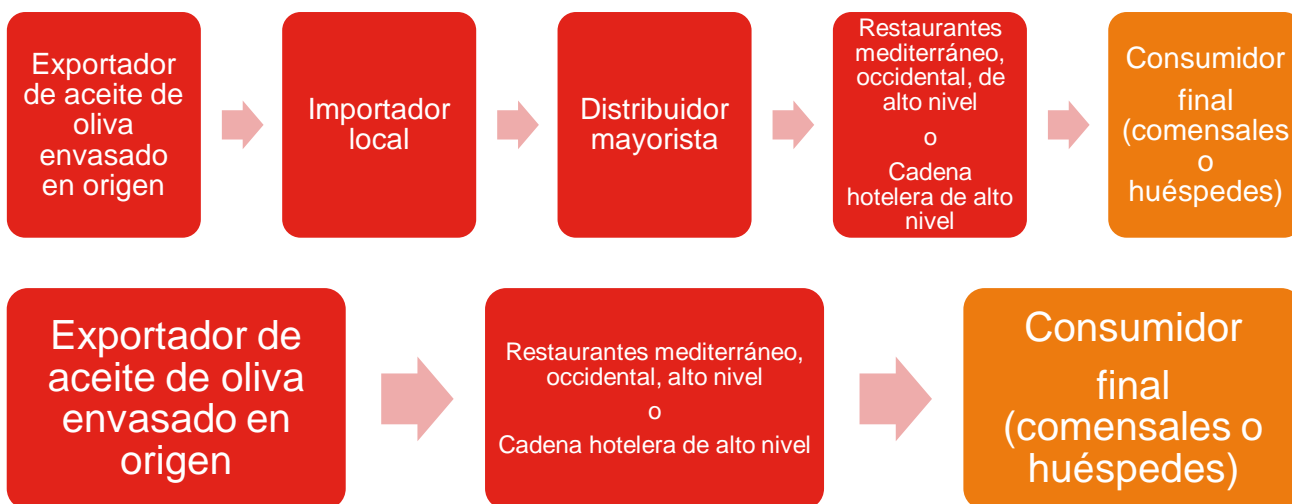 Exportador
de aceite de
oliva
envasado
en origen
Importador
local
Distribuidor
mayorista
Restaurantes
mediterráneo,
occidental, de
alto nivel
o
Cadena
hotelera de alto
nivel
Consumidor
final
(comensales
o
huéspedes)
Exportador de
aceite de oliva
envasado en
origen
Restaurantes mediterráneo,
occidental, alto nivel
o
Cadena hotelera de alto nivel
Consumidor
final
(comensales o
huéspedes)